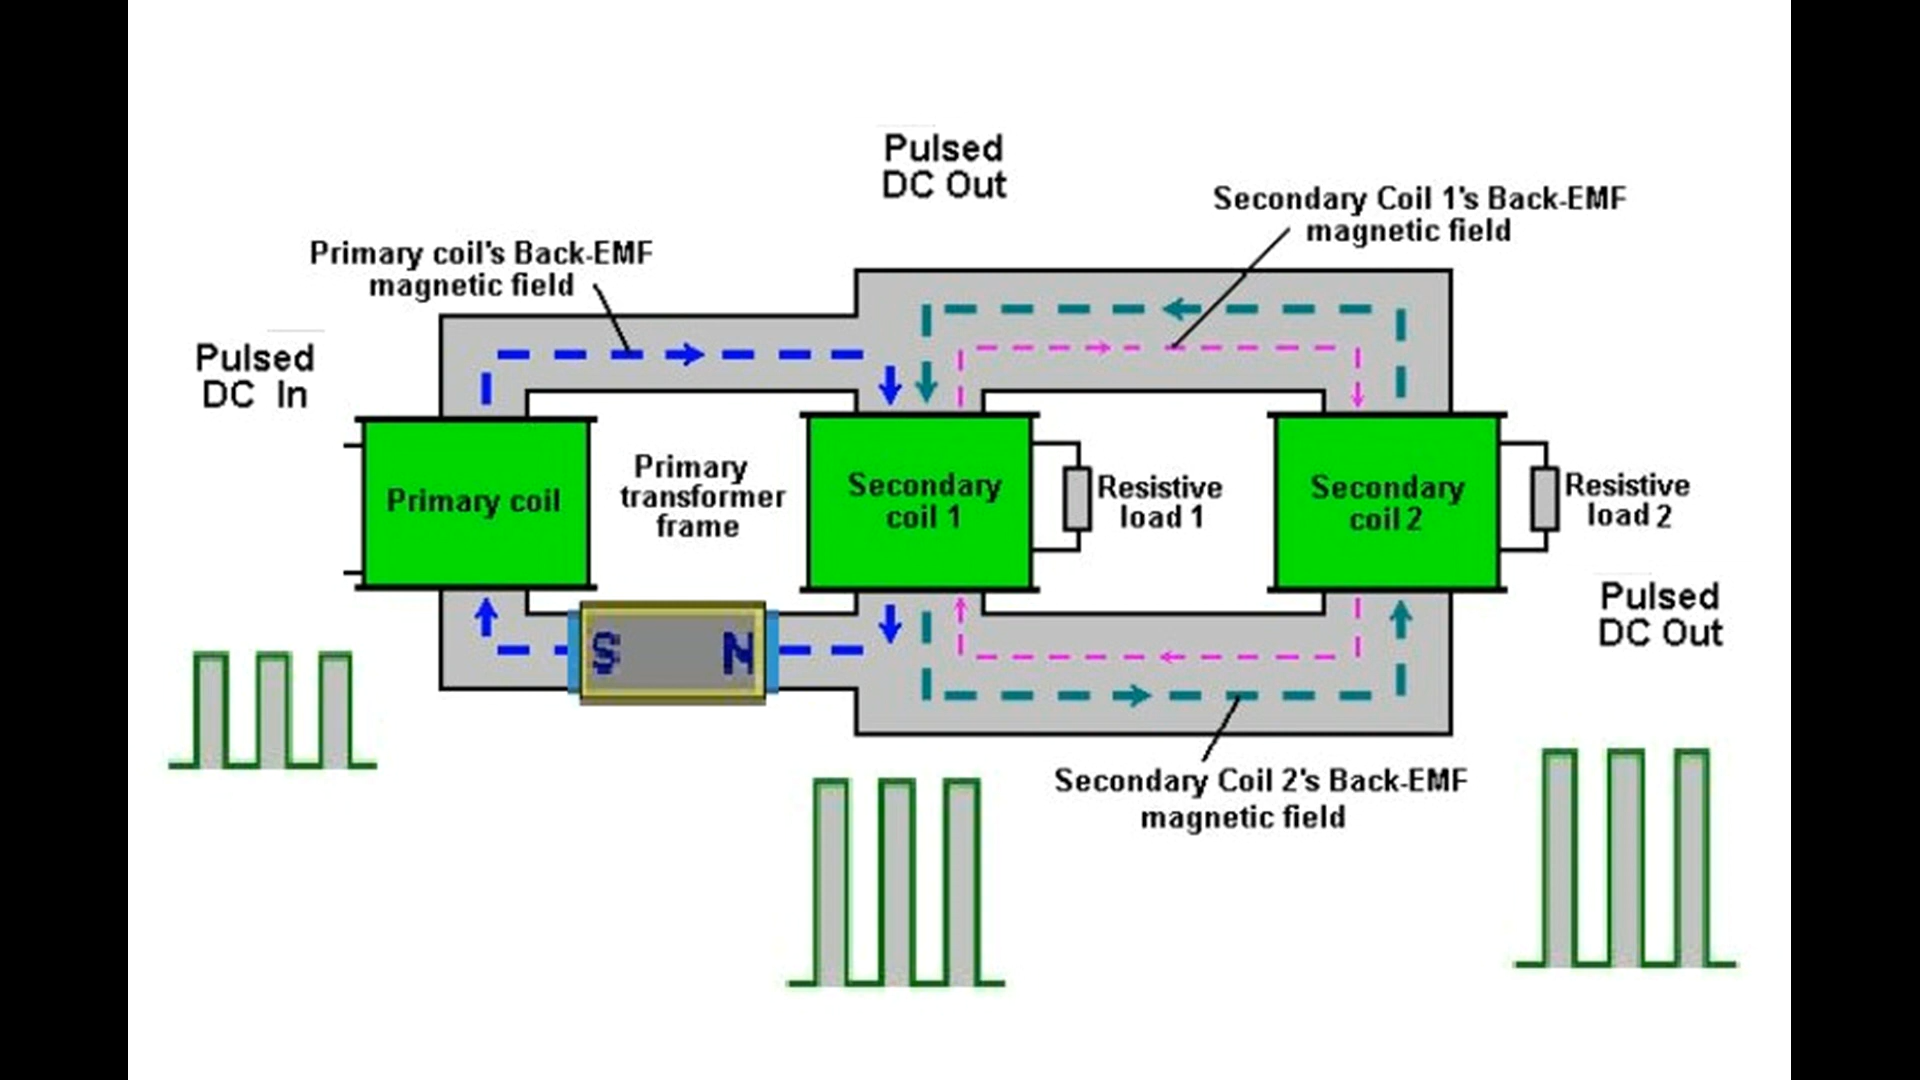 Pulsed
DC Out
Secondary Coil 1's Back-EMF
magnetic field
Primary coil's Back-EMF
magnetic field
Pulsed
DC In
Primary coil
Primary
transformer
frame
Secondary
coil 1
Resistive
load 1
Secondary
coil 2
Resistive
load 2
S N
Pulsed
DC Out
Secondary Coil 2's Back-EMF
magnetic field